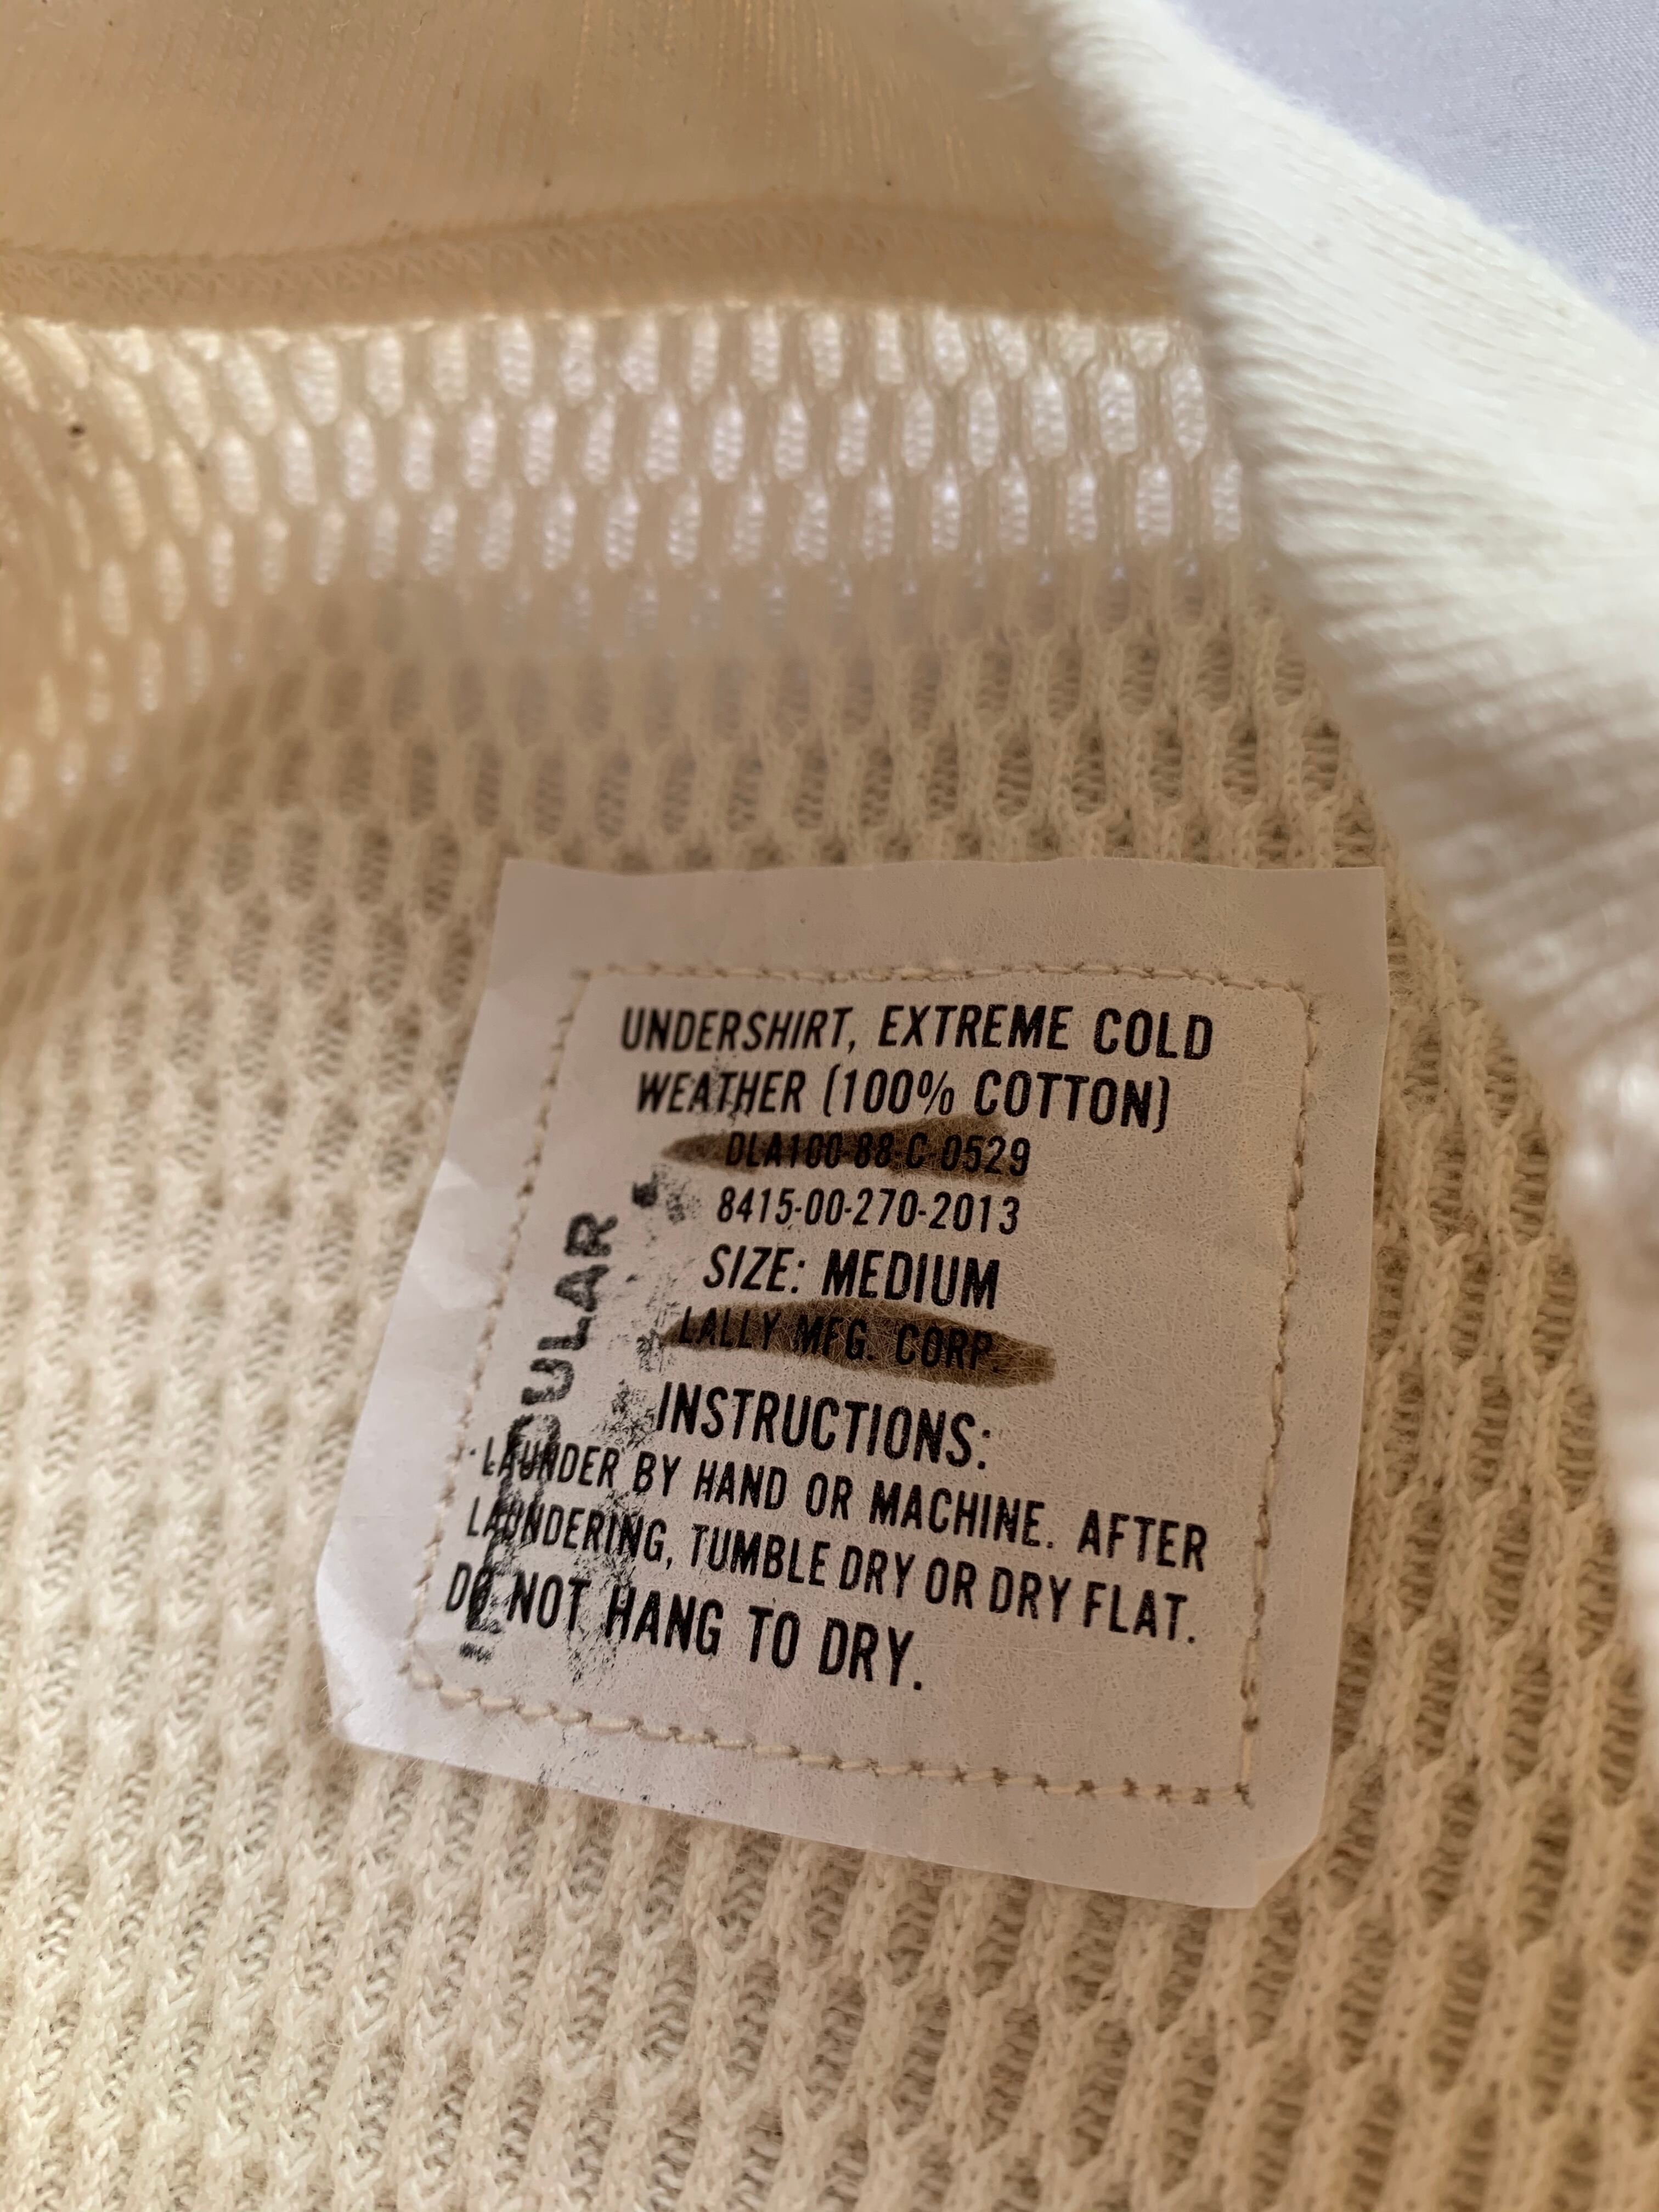 UNDERSHIRT, EXTREME COLD
WEATHER (100% COTTON)
DLA100-88-C-0529
8415-00-270-2013
SIZE: MEDIUM
LALLY MFG. CORP.
INSTRUCTIONS:
LAUNDER BY HAND OR MACHINE. AFTER
LAUNDERING, TUMBLE DRY OR DRY FLAT.
DO NOT HANG TO DRY.